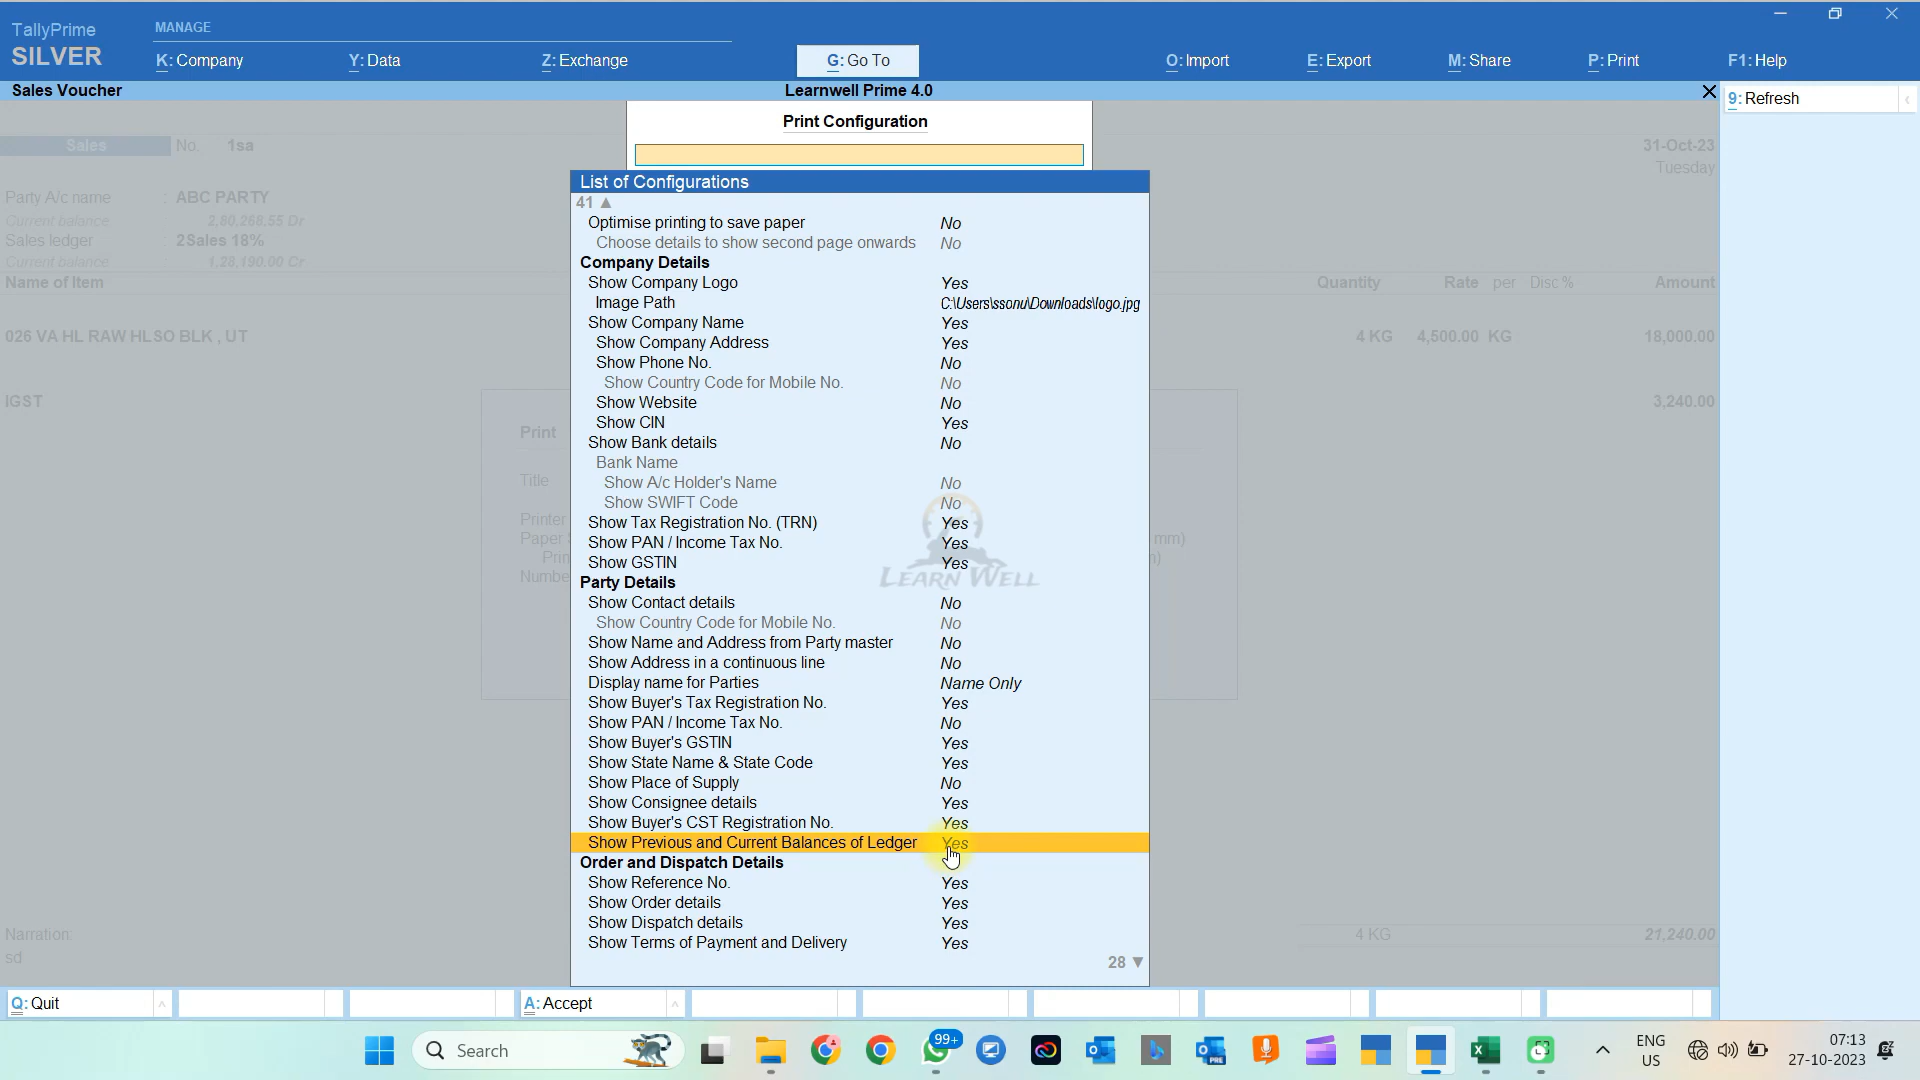 TallyPrime
SILVER
MANAGE
K: Company
Y: Data
Z: Exchange
G: Go To
O: Import
E: Export
M: Share
P: Print
F1: Help
Sales Voucher
Learnwell Prime 4.0
9: Refresh
Print Configuration
Sales
No.
1sa
31-Oct-23
Tuesday
Party A/c name : ABC PARTY
Current balance : 2,80,268.55 Dr
Sales ledger : 2Sales 18%
Current balance : 1,28,190.00 Cr
Name of Item
Quantity
Rate per Disc %
Amount
026 VA HL RAW HLSO BLK , UT
4 KG 4,500.00 KG
18,000.00
IGST
3,240.00
Print
Title
Printer
Paper
Prin
Numbe
mm)
List of Configurations
41 ▲
Optimise printing to save paper No
Choose details to show second page onwards No
Company Details
Show Company Logo Yes
Image Path C:\Users\ssonu\Downloads\logo.jpg
Show Company Name Yes
Show Company Address Yes
Show Phone No. No
Show Country Code for Mobile No. No
Show Website No
Show CIN Yes
Show Bank details No
Bank Name
Show A/c Holder's Name No
Show SWIFT Code No
Show Tax Registration No. (TRN) Yes
Show PAN / Income Tax No. Yes
Show GSTIN Yes
LEARN WELL
Party Details
Show Contact details No
Show Country Code for Mobile No. No
Show Name and Address from Party master No
Show Address in a continuous line No
Display name for Parties Name Only
Show Buyer's Tax Registration No. Yes
Show PAN / Income Tax No. No
Show Buyer's GSTIN Yes
Show State Name & State Code Yes
Show Place of Supply No
Show Consignee details Yes
Show Buyer's CST Registration No. Yes
Show Previous and Current Balances of Ledger Yes
Order and Dispatch Details
Show Reference No. Yes
Show Order details Yes
Show Dispatch details Yes
Show Terms of Payment and Delivery Yes
28 ▼
Narration:
sd
4 KG
21,240.00
Q: Quit
A: Accept
Search
99+
PRE
ENG
US
07:13
27-10-2023